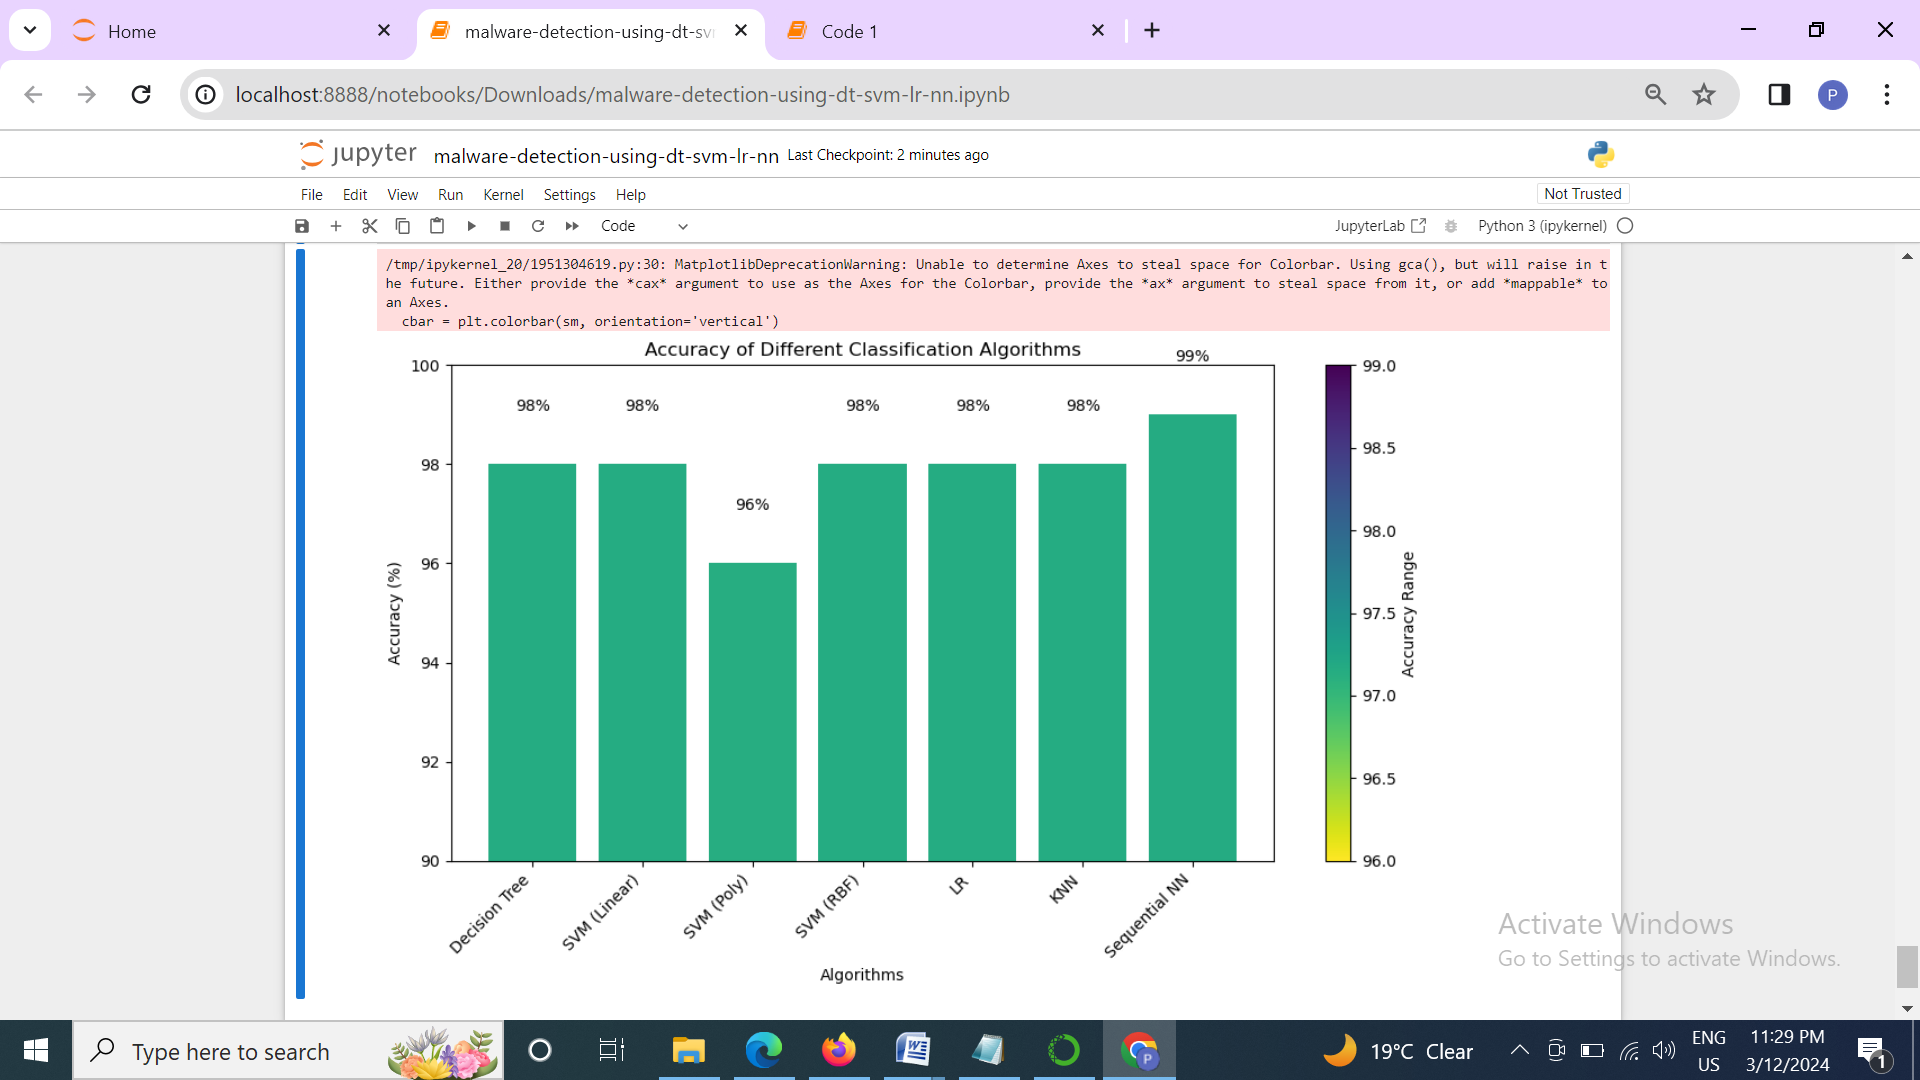 Home
malware-detection-using-dt-sv
Code 1
localhost:8888/notebooks/Downloads/malware-detection-using-dt-svm-lr-nn.ipynb
P
jupyter malware-detection-using-dt-svm-lr-nn Last Checkpoint: 2 minutes ago
File Edit View Run Kernel Settings Help
Not Trusted
Code
JupyterLab
Python 3 (ipykernel)
/tmp/ipykernel_20/1951304619.py:30: MatplotlibDeprecationWarning: Unable to determine Axes to steal space for Colorbar. Using gca(), but will raise in t
he future. Either provide the *cax* argument to use as the Axes for the Colorbar, provide the *ax* argument to steal space from it, or add *mappable* to
an Axes.
cbar = plt.colorbar(sm, orientation='vertical')
Accuracy of Different Classification Algorithms
100
98
96
94
92
90
Accuracy (%)
98%
98%
96%
98%
98%
98%
99%
Decision Tree
SVM (Linear)
SVM (Poly)
SVM (RBF)
LR
KNN
Sequential NN
Algorithms
99.0
98.5
98.0
97.5
97.0
96.5
96.0
Accuracy Range
Activate Windows
Go to Settings to activate Windows.
Type here to search
19°C Clear
ENG
US
11:29 PM
3/12/2024
1